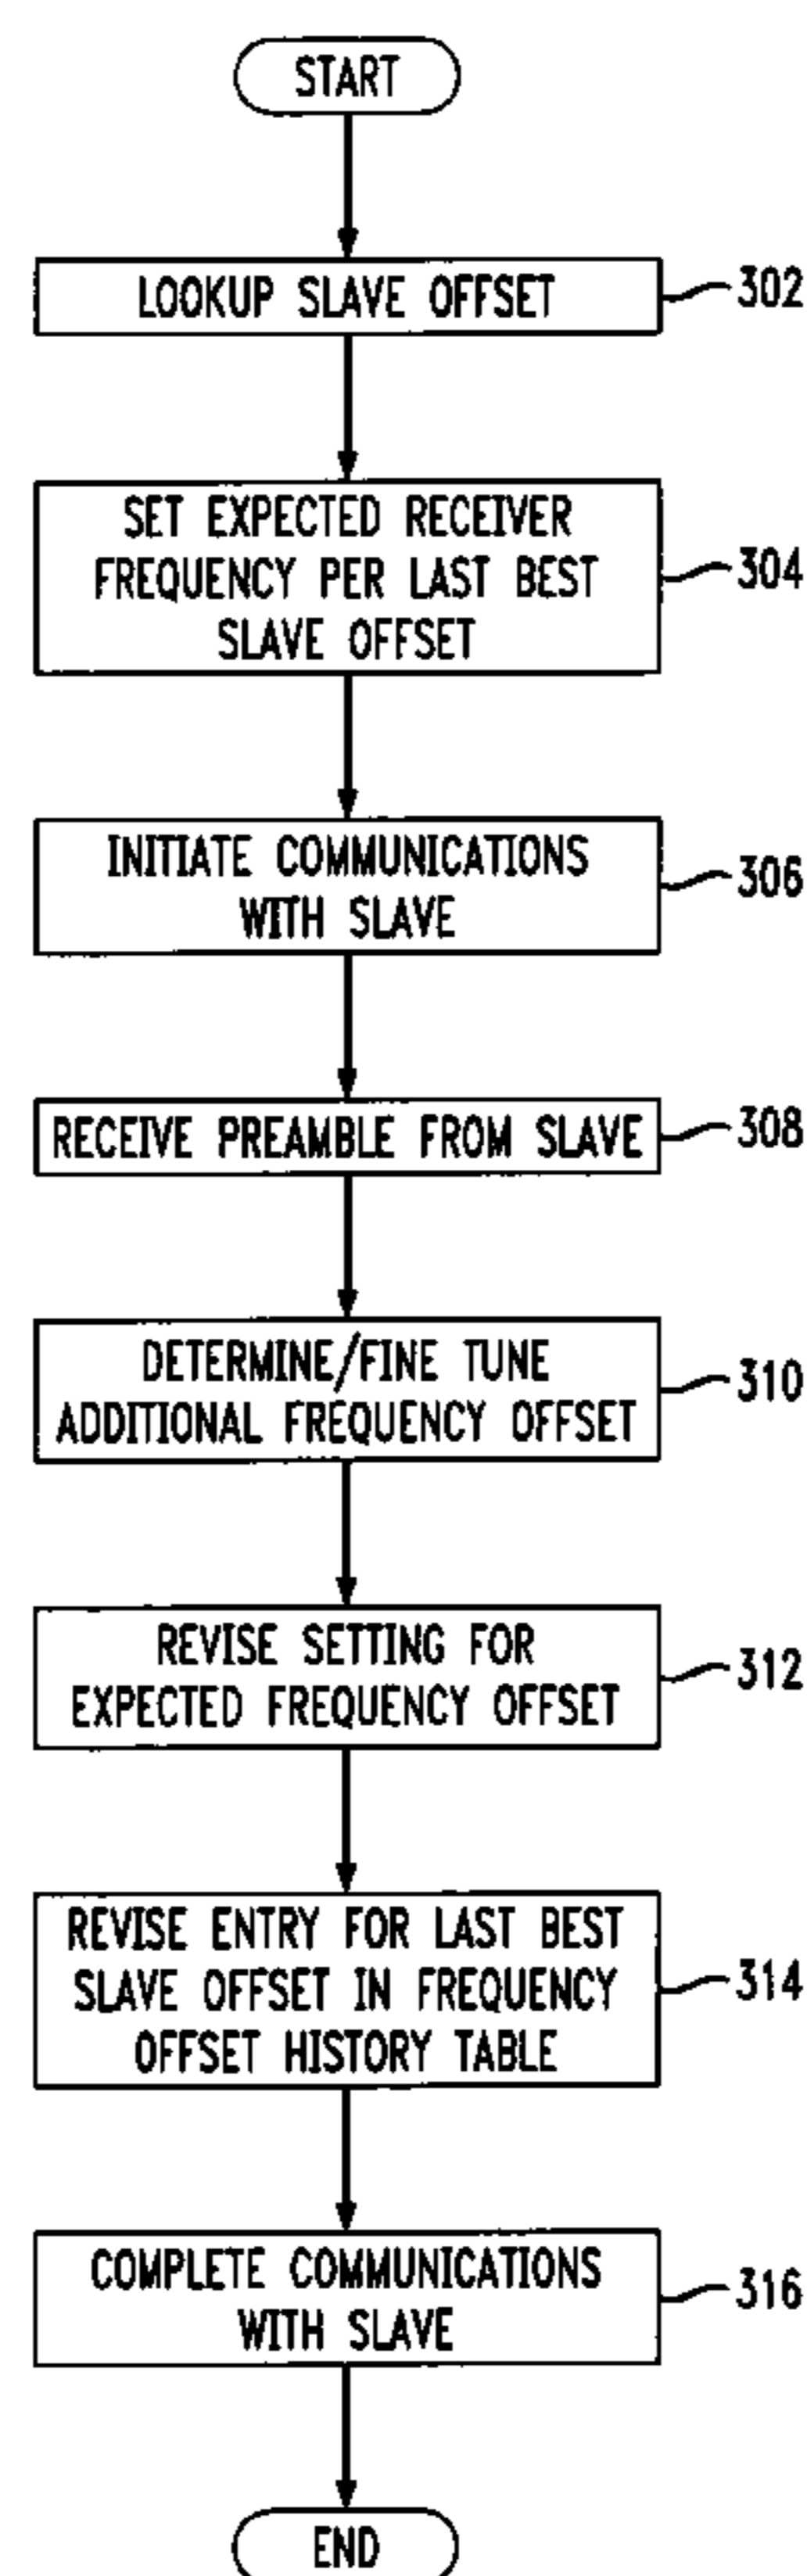 START
LOOKUP SLAVE OFFSET
302
SET EXPECTED RECEIVER
FREQUENCY PER LAST BEST
SLAVE OFFSET
304
INITIATE COMMUNICATIONS
WITH SLAVE
306
RECEIVE PREAMBLE FROM SLAVE
308
DETERMINE/FINE TUNE
ADDITIONAL FREQUENCY OFFSET
310
REVISE SETTING FOR
EXPECTED FREQUENCY OFFSET
312
REVISE ENTRY FOR LAST BEST
SLAVE OFFSET IN FREQUENCY
OFFSET HISTORY TABLE
314
COMPLETE COMMUNICATIONS
WITH SLAVE
316
END